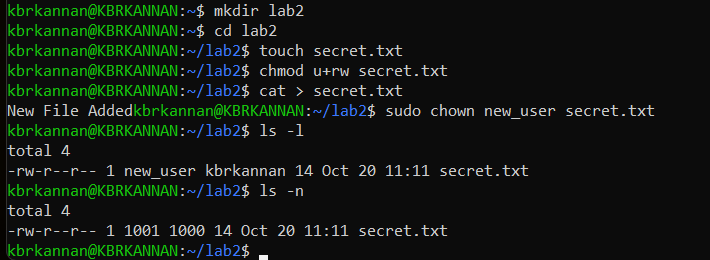 kbrkannan@KBRKANNAN:~$ mkdir lab2
kbrkannan@KBRKANNAN:~$ cd lab2
kbrkannan@KBRKANNAN:~/lab2$ touch secret.txt
kbrkannan@KBRKANNAN:~/lab2$ chmod u+rw secret.txt
kbrkannan@KBRKANNAN:~/lab2$ cat > secret.txt
New File Addedkbrkannan@KBRKANNAN:~/lab2$ sudo chown new_user secret.txt
kbrkannan@KBRKANNAN:~/lab2$ ls -l
total 4
-rw-r--r-- 1 new_user kbrkannan 14 Oct 20 11:11 secret.txt
kbrkannan@KBRKANNAN:~/lab2$ ls -n
total 4
-rw-r--r-- 1 1001 1000 14 Oct 20 11:11 secret.txt
kbrkannan@KBRKANNAN:~/lab2$